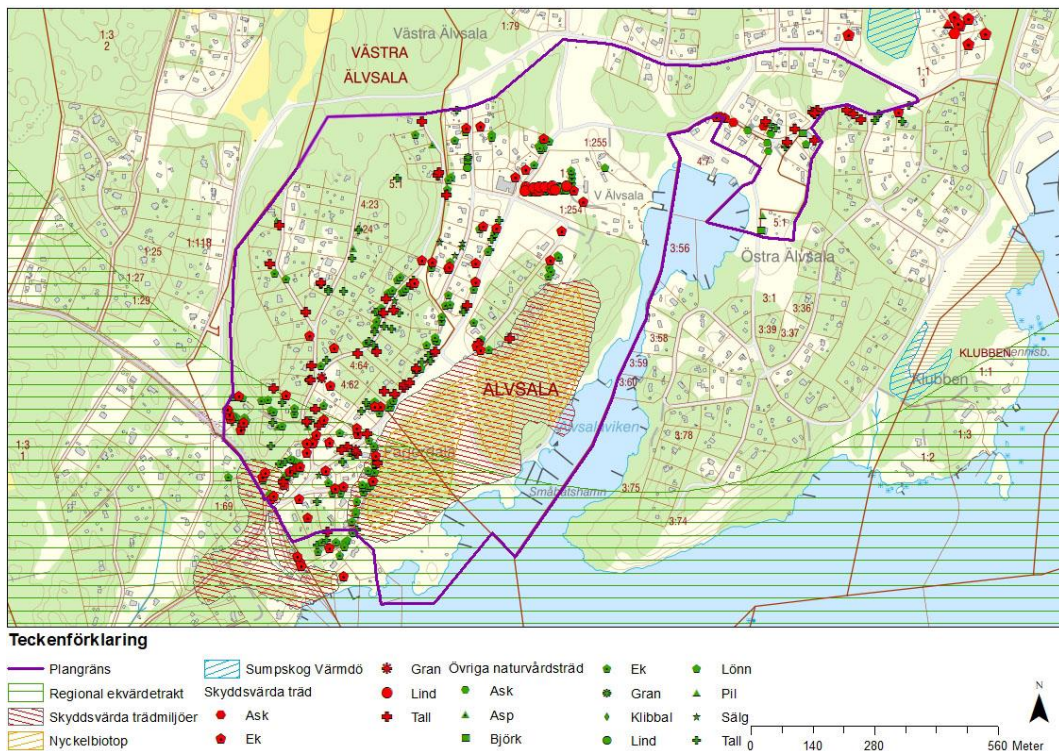 1:3
2
1:79
Västra Älvsala
VÄSTRA
ÄLVSALA
1:1
1:255
4:7
5:1
4:23
V Älvsala
1:254
5:1
1:25
1:118
3:56
Östra Älvsala
1:27
1:29
3:1
3:36
3:39
3:37
3:58
KLUBBEN
1:1
4:64
3:59
4:62
3:60
ÄLVSALA
Klubben
3:78
1:3
1:3
1
1:2
Småbåtshamn
3:75
1:69
3:74
Teckenförklaring
Plangräns
Regional ekvärdetrakt
Skyddsvärda trädmiljöer
Nyckelbiotop
Sumpskog Värmdö
Skyddsvärda träd
Ask
Ek
Gran
Lind
Tall
Övriga naturvårdsträd
Ask
Asp
Björk
Ek
Gran
Klibbal
Lind
Lönn
Pil
Sälg
Tall
N
0 140 280 560 Meter